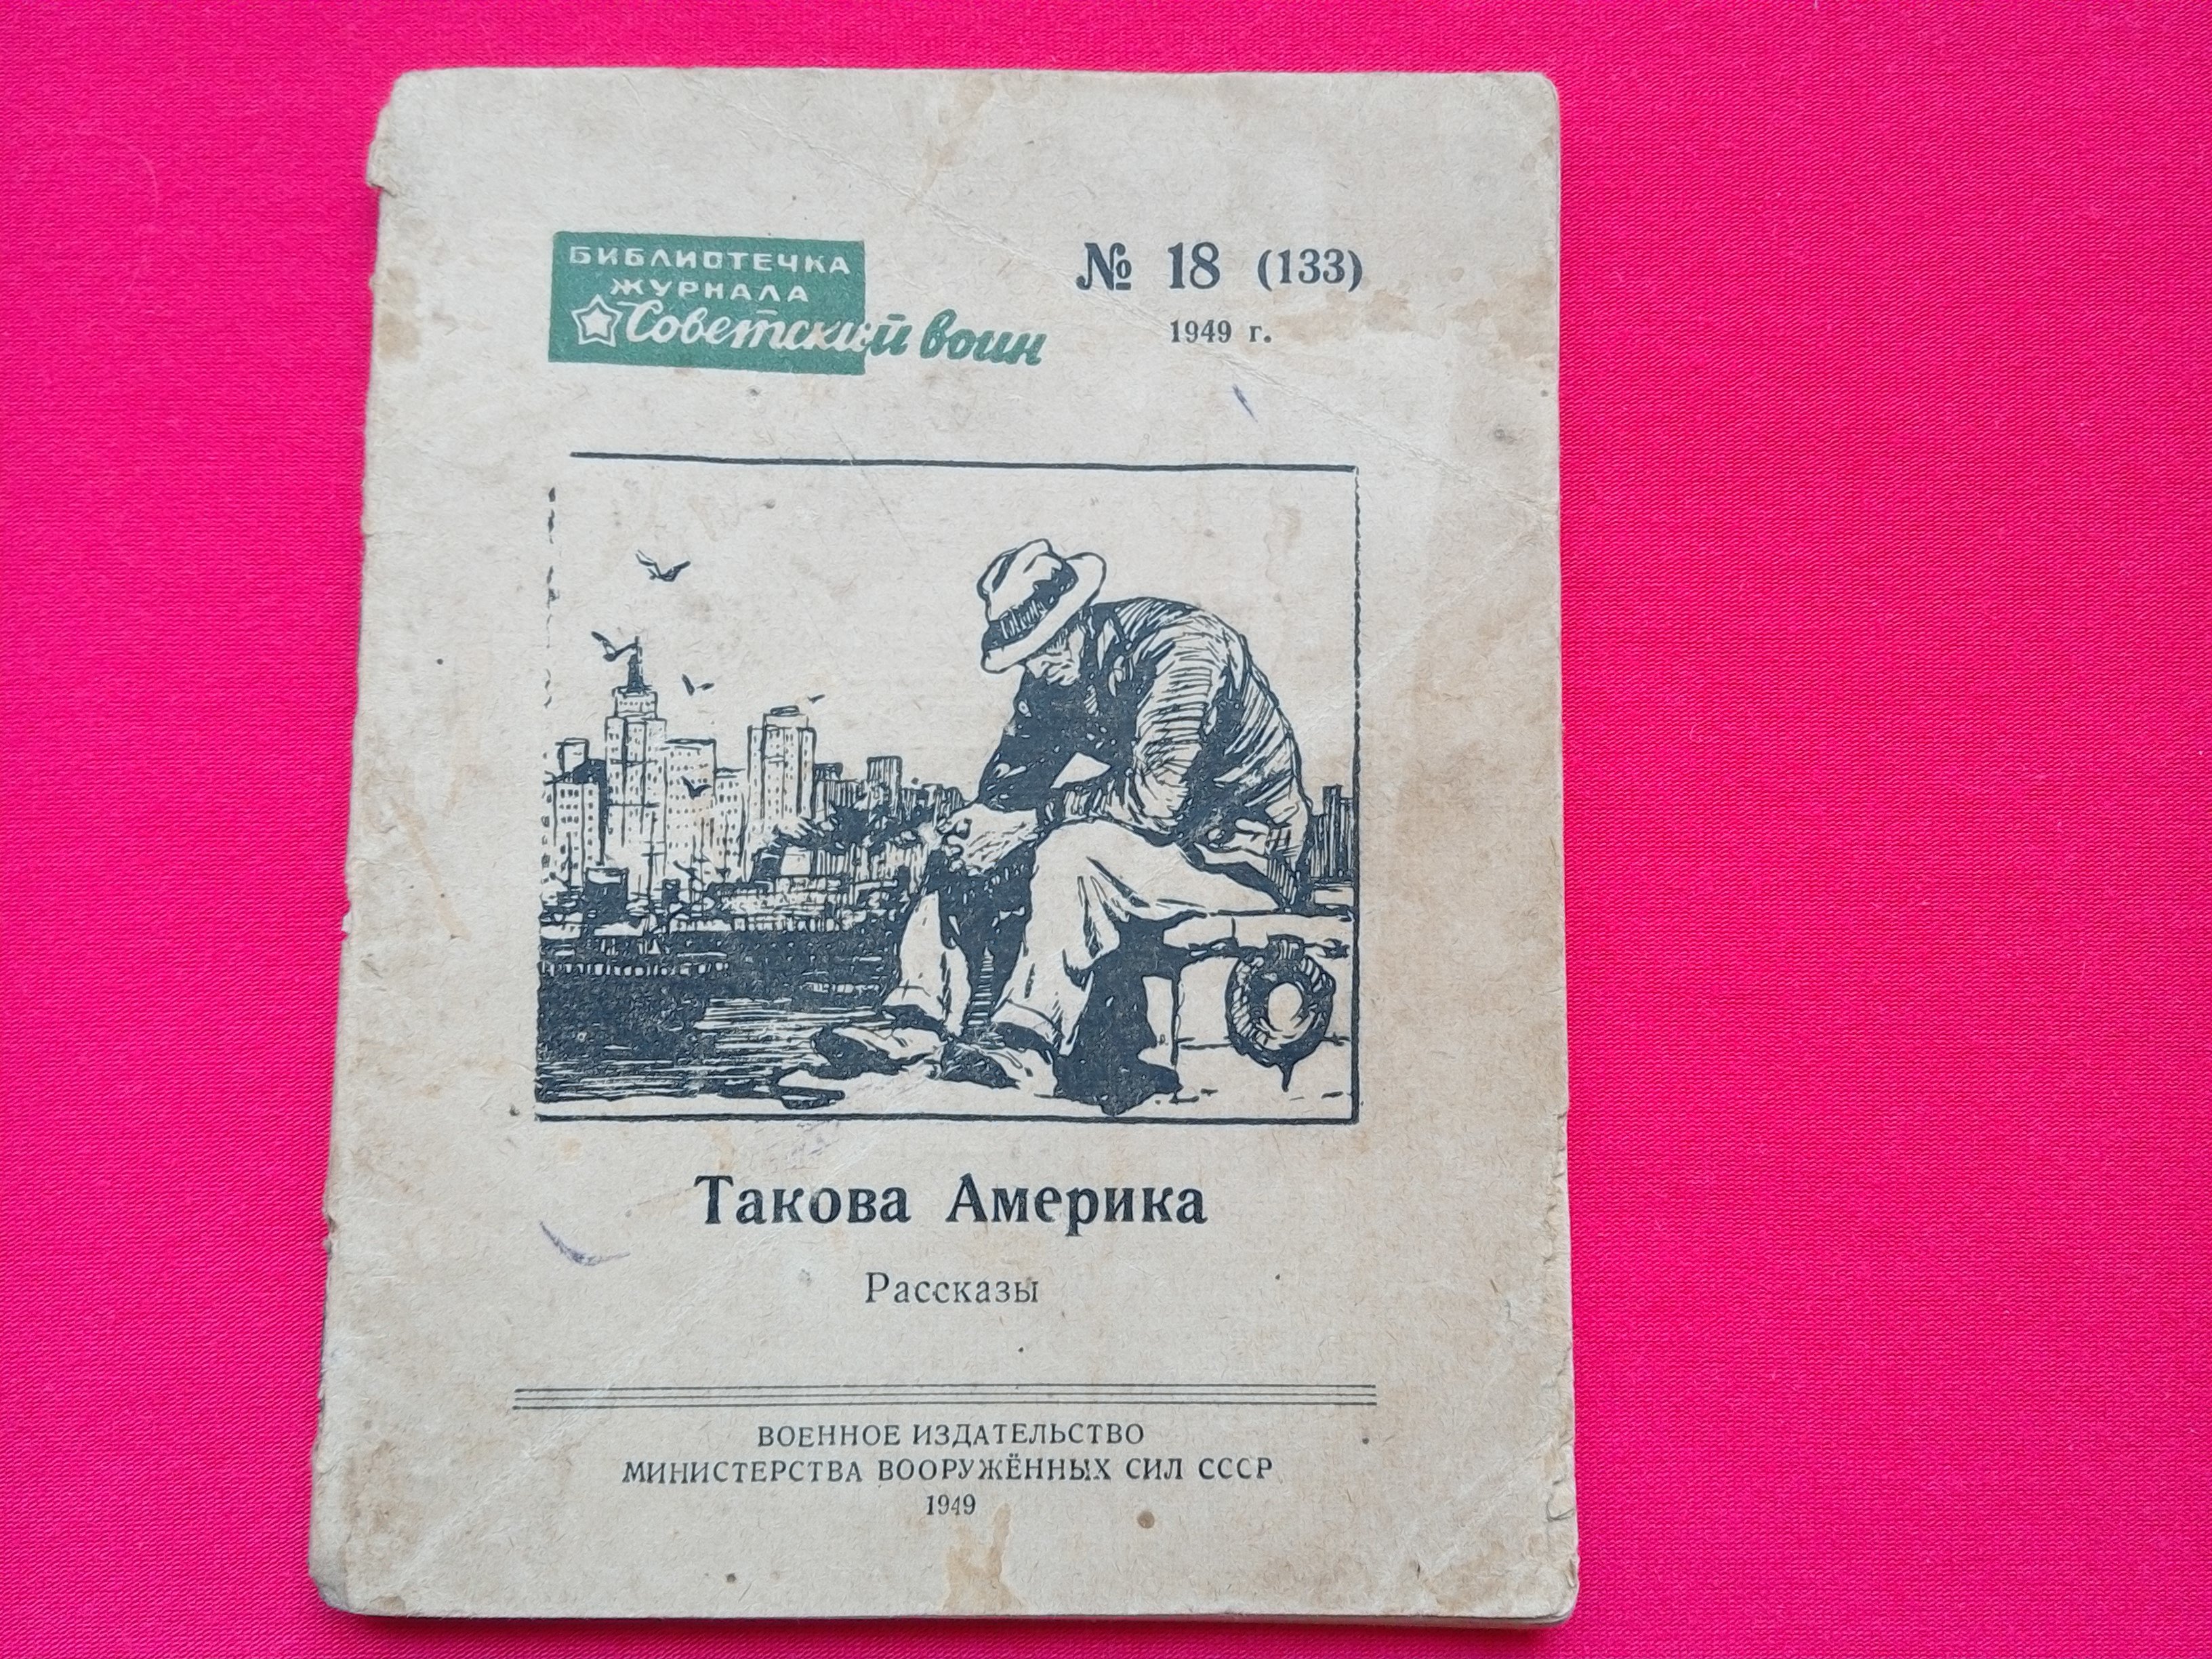 БИБЛИОТЕЧКА
ЖУРНАЛА
Советский воин
№ 18 (133)
1949 г.
Такова Америка
Рассказы
ВОЕННОЕ ИЗДАТЕЛЬСТВО
МИНИСТЕРСТВА ВООРУЖЁННЫХ СИЛ СССР
1949